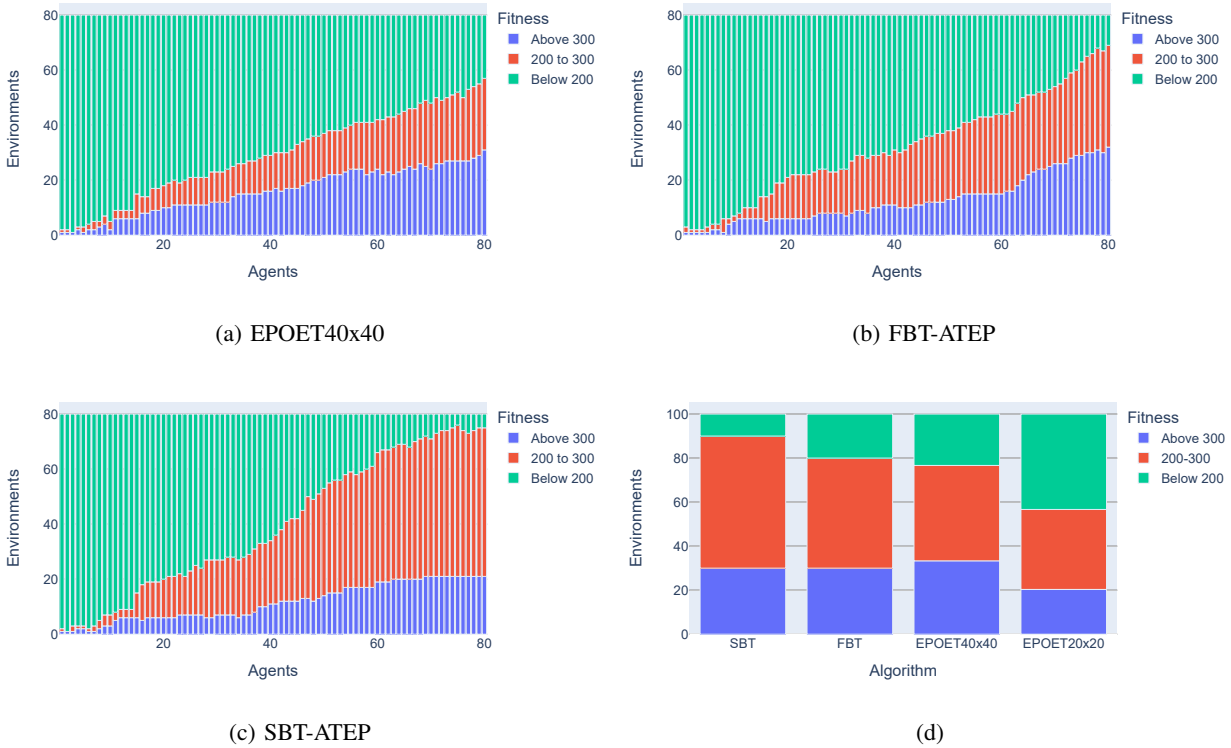 80
60
40
20
0
20
40
60
80
Environments
Agents
Fitness
Above 300
200 to 300
Below 200
(a) EPOET40x40
80
60
40
20
0
20
40
60
80
Environments
Agents
Fitness
Above 300
200 to 300
Below 200
(b) FBT-ATEP
80
60
40
20
0
20
40
60
80
Environments
Agents
Fitness
Above 300
200 to 300
Below 200
(c) SBT-ATEP
100
80
60
40
20
0
SBT
FBT
EPOET40x40
EPOET20x20
Environments
Algorithm
Fitness
Above 300
200-300
Below 200
(d)